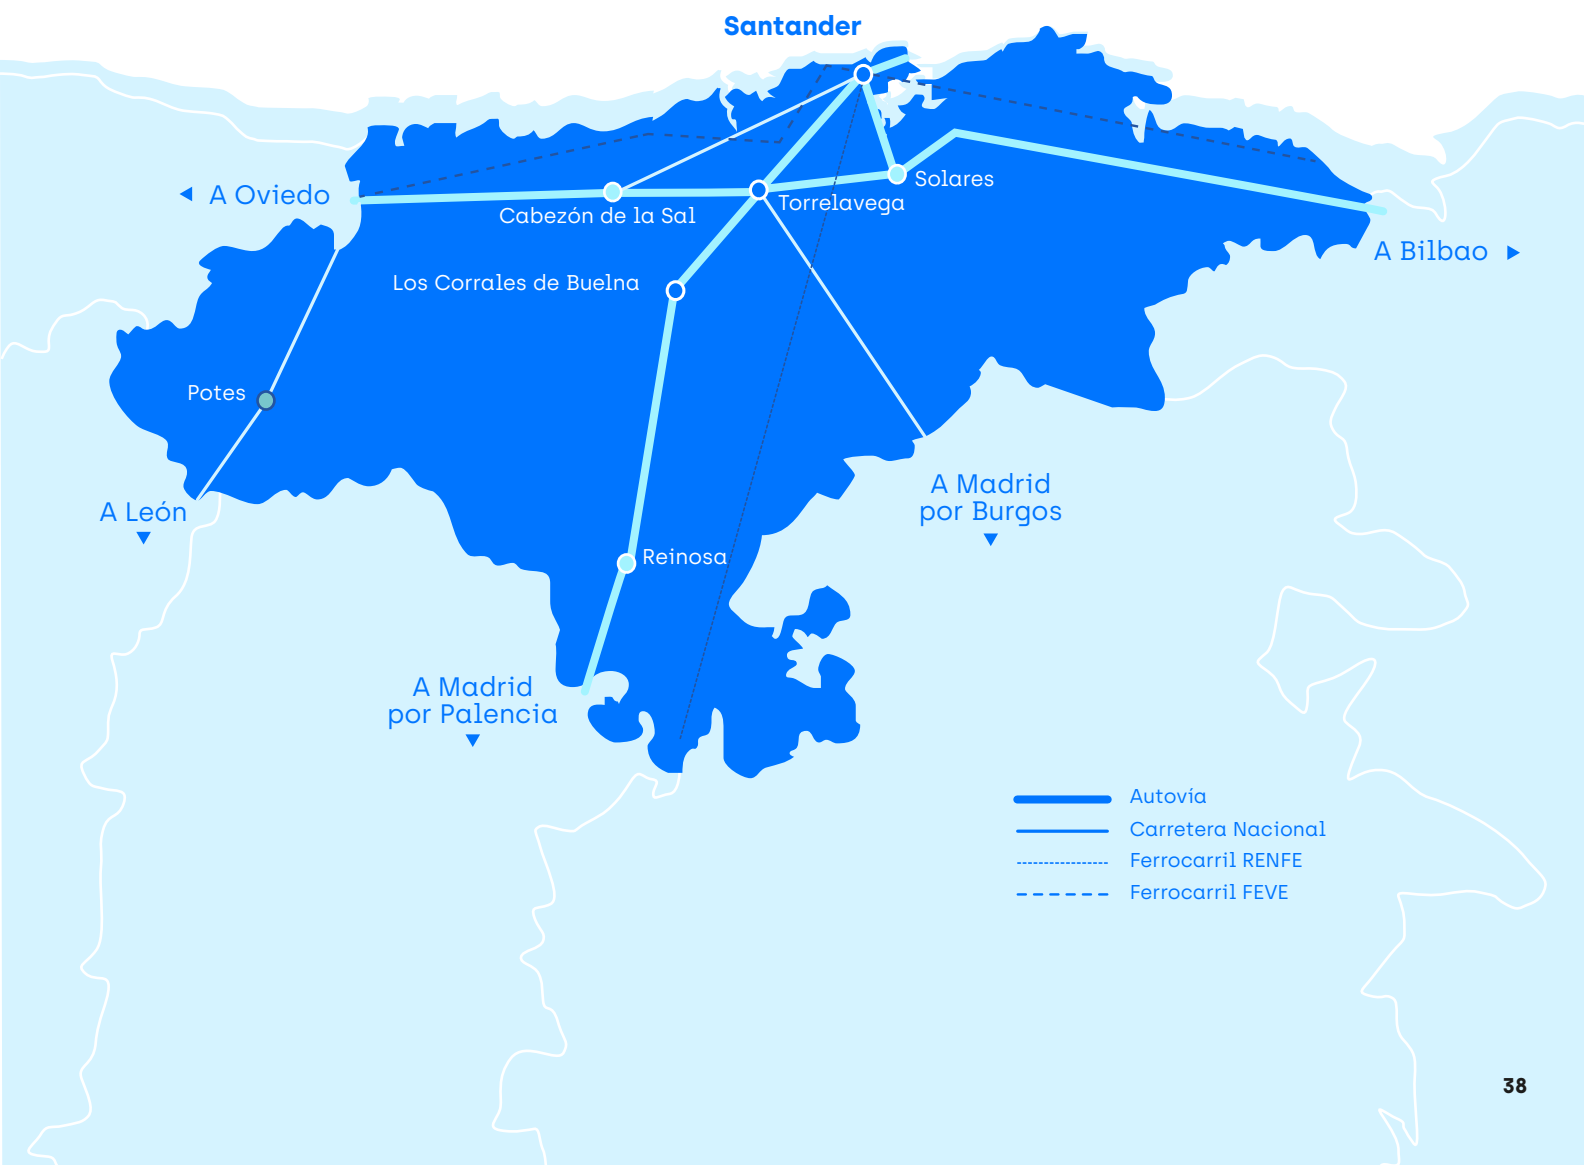 Santander
A Oviedo
Solares
Torrelavega
Cabezón de la Sal
A Bilbao
Los Corrales de Buelna
Potes
A León
A Madrid
por Burgos
Reinosa
A Madrid
por Palencia
Autovía
Carretera Nacional
Ferrocarril RENFE
Ferrocarril FEVE
38